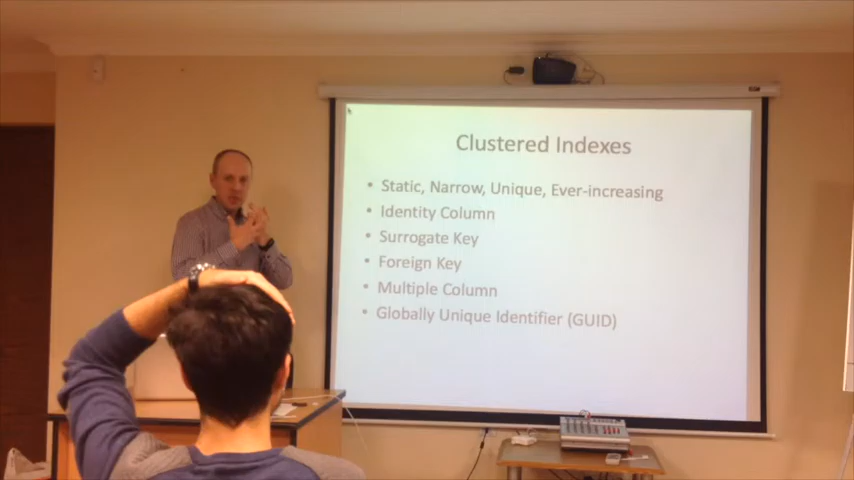 Clustered Indexes
• Static, Narrow, Unique, Ever-increasing
• Identity Column
• Surrogate Key
• Foreign Key
• Multiple Column
• Globally Unique Identifier (GUID)